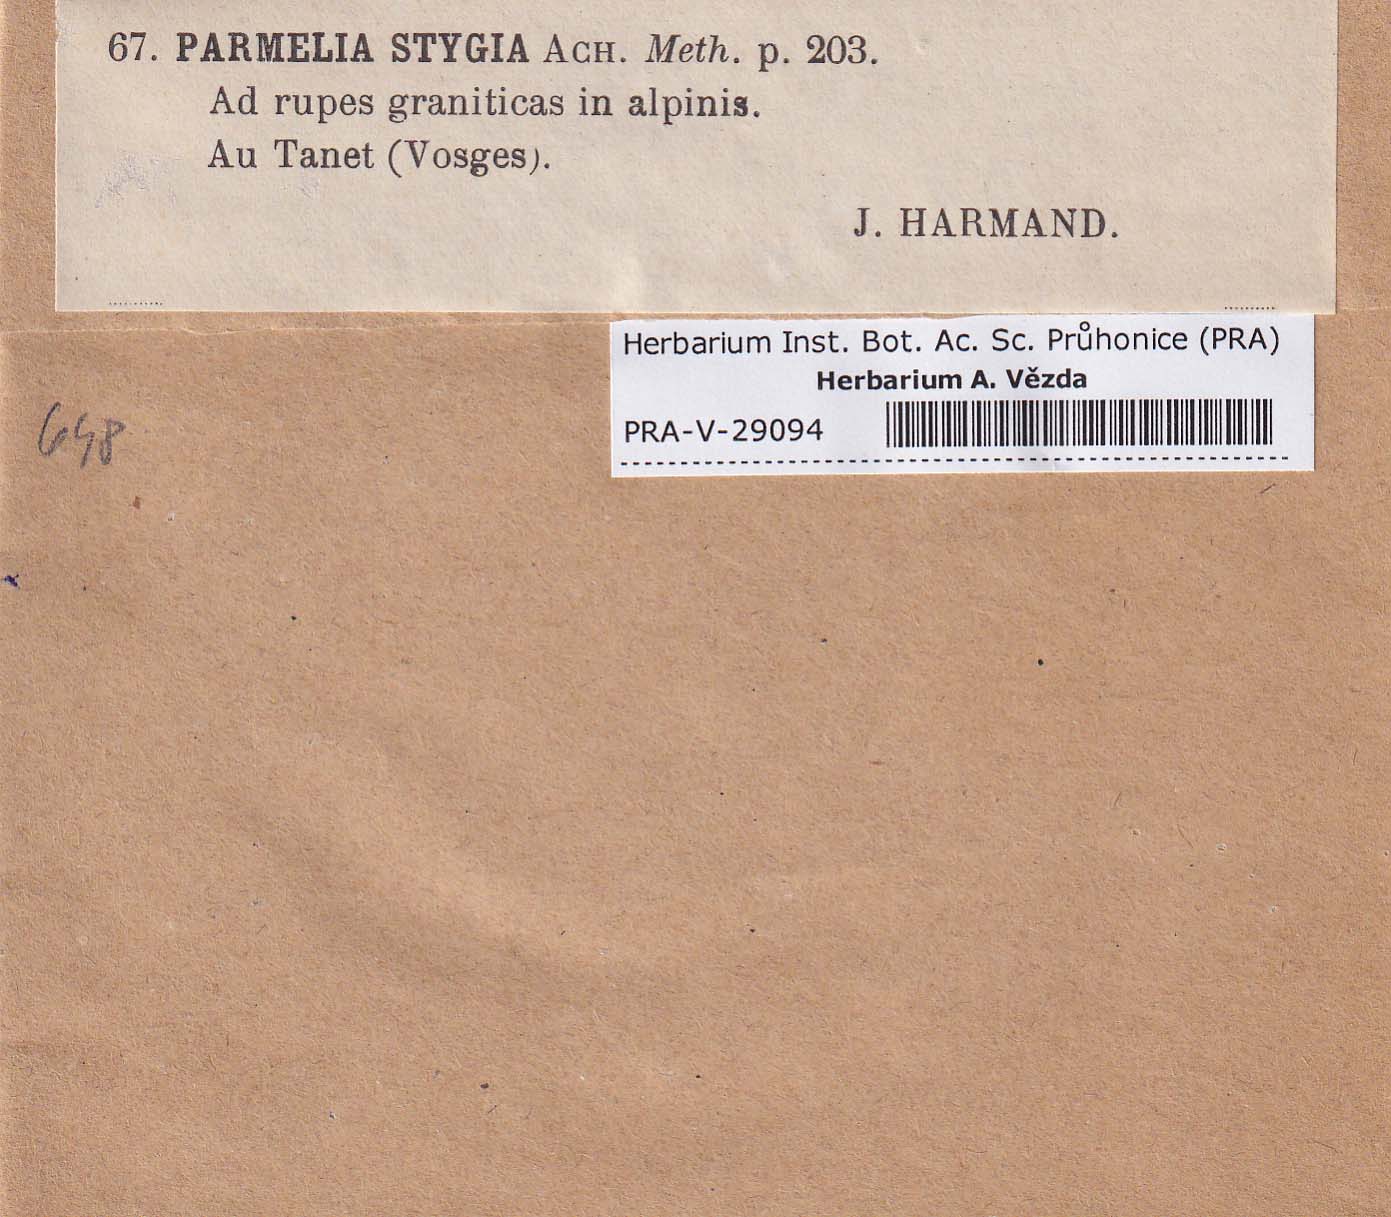 67. PARMELIA STYGIA ACH. Meth. p. 203.
Ad rupes graniticas in alpinis.
Au Tanet (Vosges).
J. HARMAND.
Herbarium Inst. Bot. Ac. Sc. Průhonice (PRA)
Herbarium A. Vězda
PRA-V-29094
648